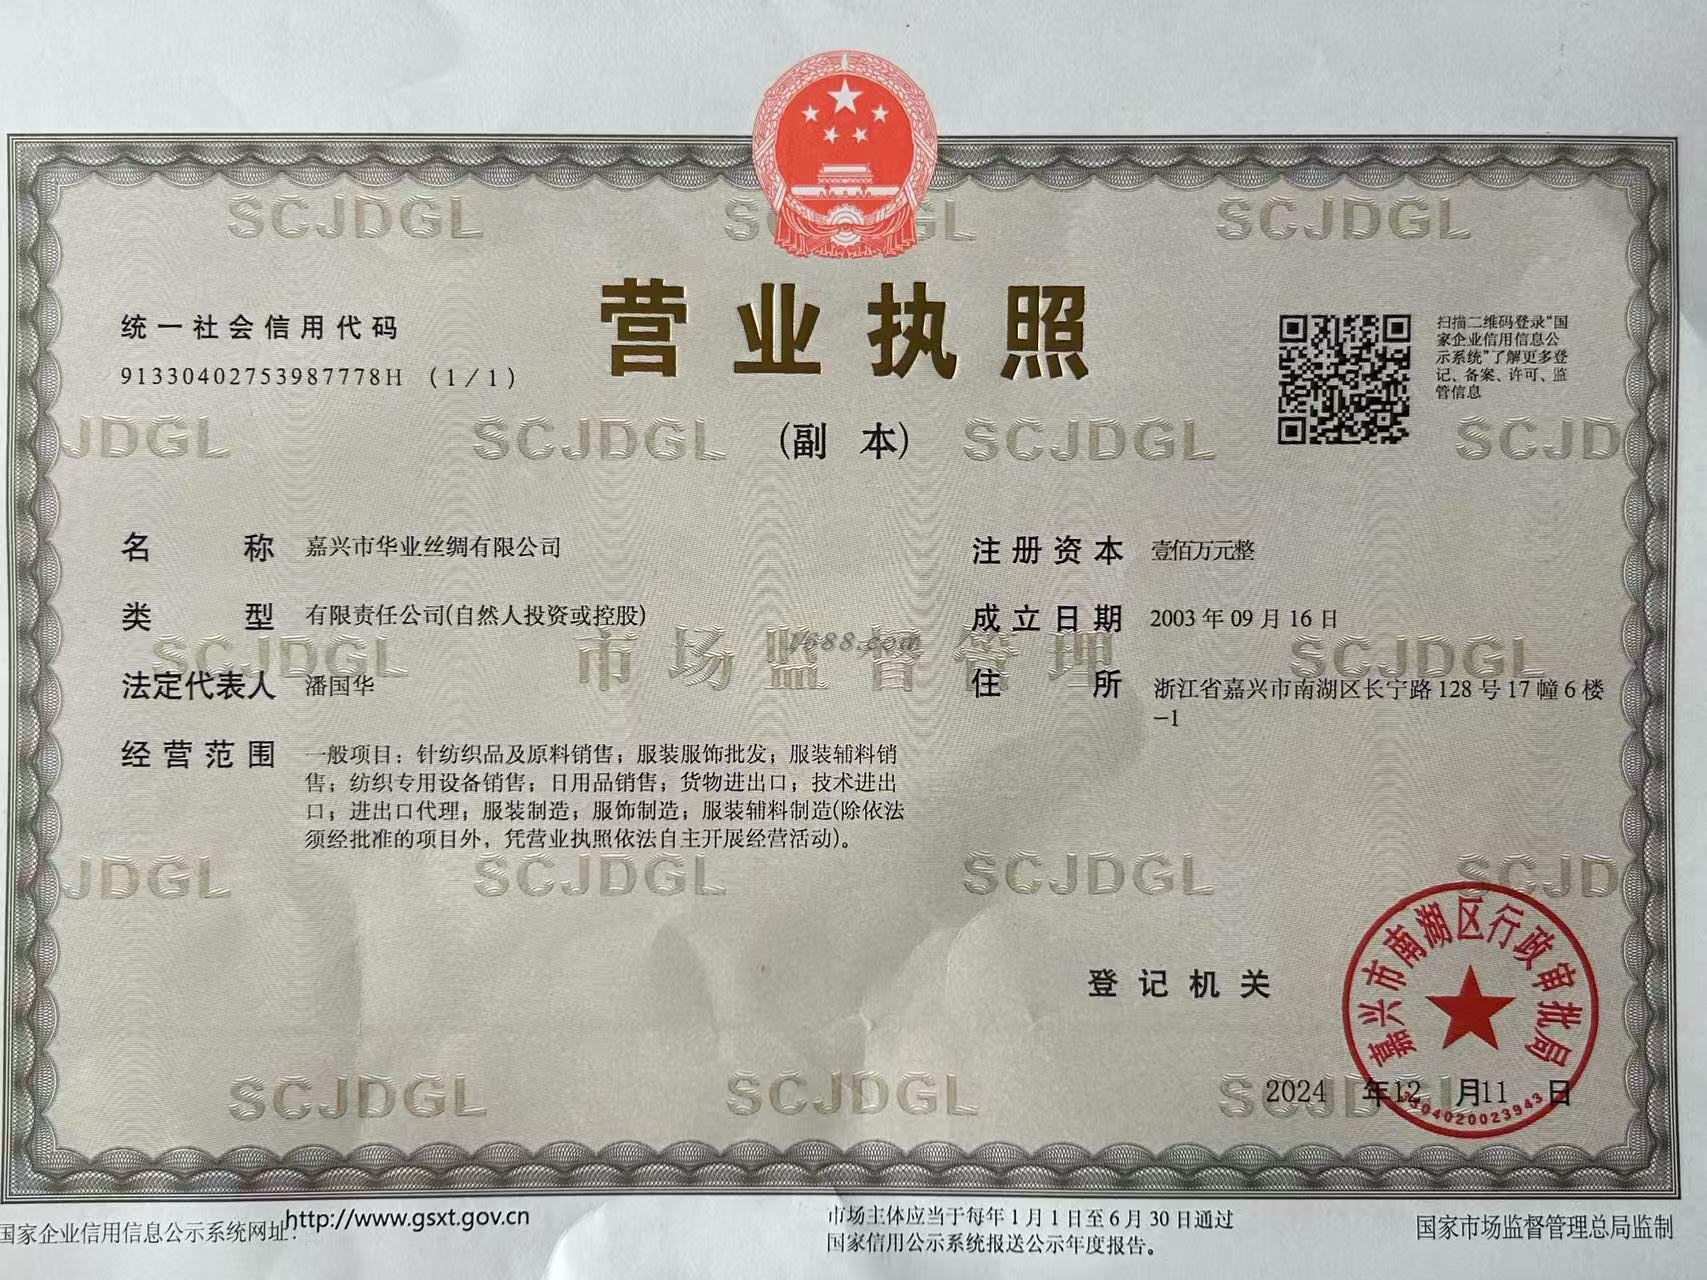 SCJDGL
SCJDGL
统一社会信用代码
91330402753987778H (1/1)
营业执照
(副 本)
扫描二维码登录“国
家企业信用信息公
示系统”了解更多登
记、备案、许可、监
管信息
JDGL
SCJDGL
SCJDGL
SCJD
名 称 嘉兴市华业丝绸有限公司
类 型 有限责任公司(自然人投资或控股)
法定代表人 潘国华
经营范围 一般项目：针纺织品及原料销售；服装服饰批发；服装辅料销
售；纺织专用设备销售；日用品销售；货物进出口；技术进出
口；进出口代理；服装制造；服饰制造；服装辅料制造(除依法
须经批准的项目外，凭营业执照依法自主开展经营活动)。
注册资本 壹佰万元整
成立日期 2003 年 09 月 16 日
住 所 浙江省嘉兴市南湖区长宁路 128 号 17 幢 6 楼
-1
SCJDGL
市场监督管理
1688.com
SCJDGL
JDGL
SCJDGL
SCJDGL
SCJD
登记机关
嘉兴市南湖区行政审批局
2024 年12 月11 日
3304020023943
SCJDGL
SCJDGL
SCJDGL
国家企业信用信息公示系统网址：http://www.gsxt.gov.cn
市场主体应当于每年 1 月 1 日至 6 月 30 日通过
国家信用公示系统报送公示年度报告。
国家市场监督管理总局监制